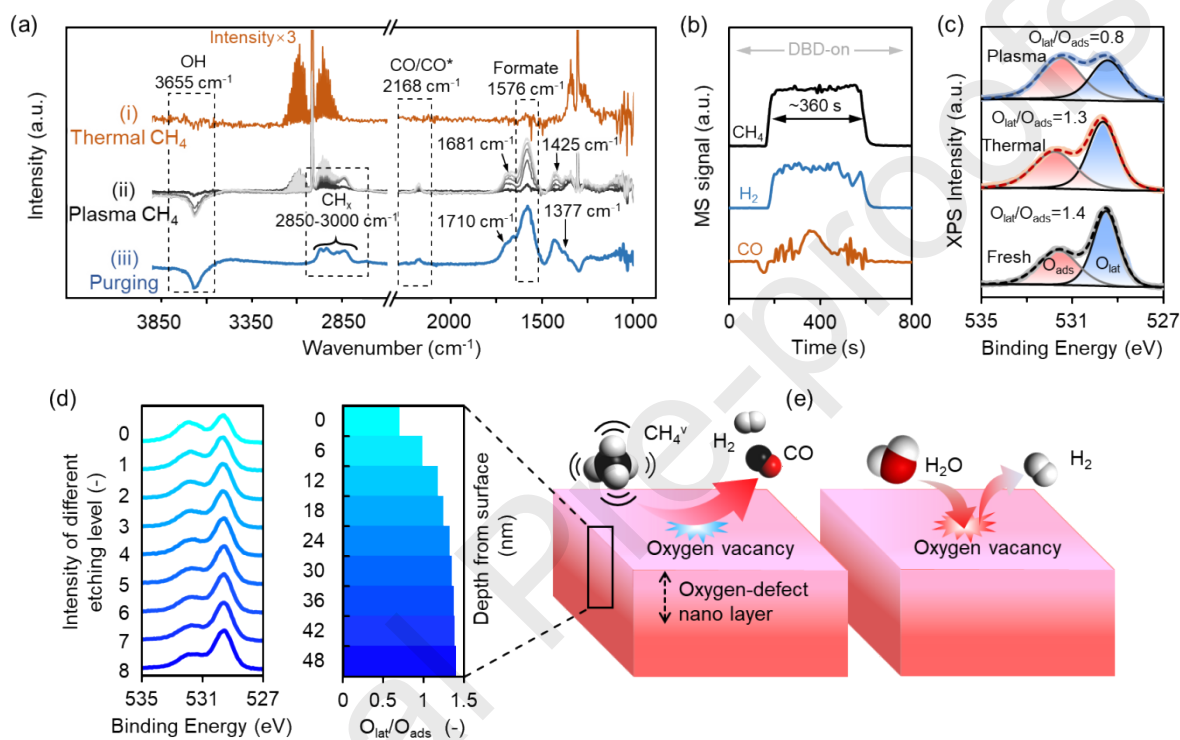 (a)
Intensity×3
OH
3655 cm⁻¹
CO/CO*
2168 cm⁻¹
Formate
1576 cm⁻¹
(i)
Thermal CH₄
1681 cm⁻¹
1425 cm⁻¹
(ii)
Plasma CH₄
CHₓ
2850-3000 cm⁻¹
1710 cm⁻¹
1377 cm⁻¹
(iii)
Purging
Intensity (a.u.)
3850 3350 2850 2000 1500 1000
Wavenumber (cm⁻¹)
(b)
DBD-on
~360 s
CH₄
H₂
CO
MS signal (a.u.)
0 400 800
Time (s)
(c)
Oₗₐₜ/Oₐdₛ=0.8
Plasma
Oₗₐₜ/Oₐdₛ=1.3
Thermal
Oₗₐₜ/Oₐdₛ=1.4
Fresh
Oₐdₛ
Oₗₐₜ
XPS Intensity (a.u.)
535 531 527
Binding Energy (eV)
(d)
Intensity of different
etching level (-)
0
1
2
3
4
5
6
7
8
535 531 527
Binding Energy (eV)
0
6
12
18
24
30
36
42
48
Depth from surface
(nm)
0 0.5 1 1.5
Oₗₐₜ/Oₐdₛ (-)
(e)
CH₄ᵛ
H₂
CO
Oxygen vacancy
Oxygen-defect
nano layer
H₂O
H₂
Oxygen vacancy
al Pre-proofs